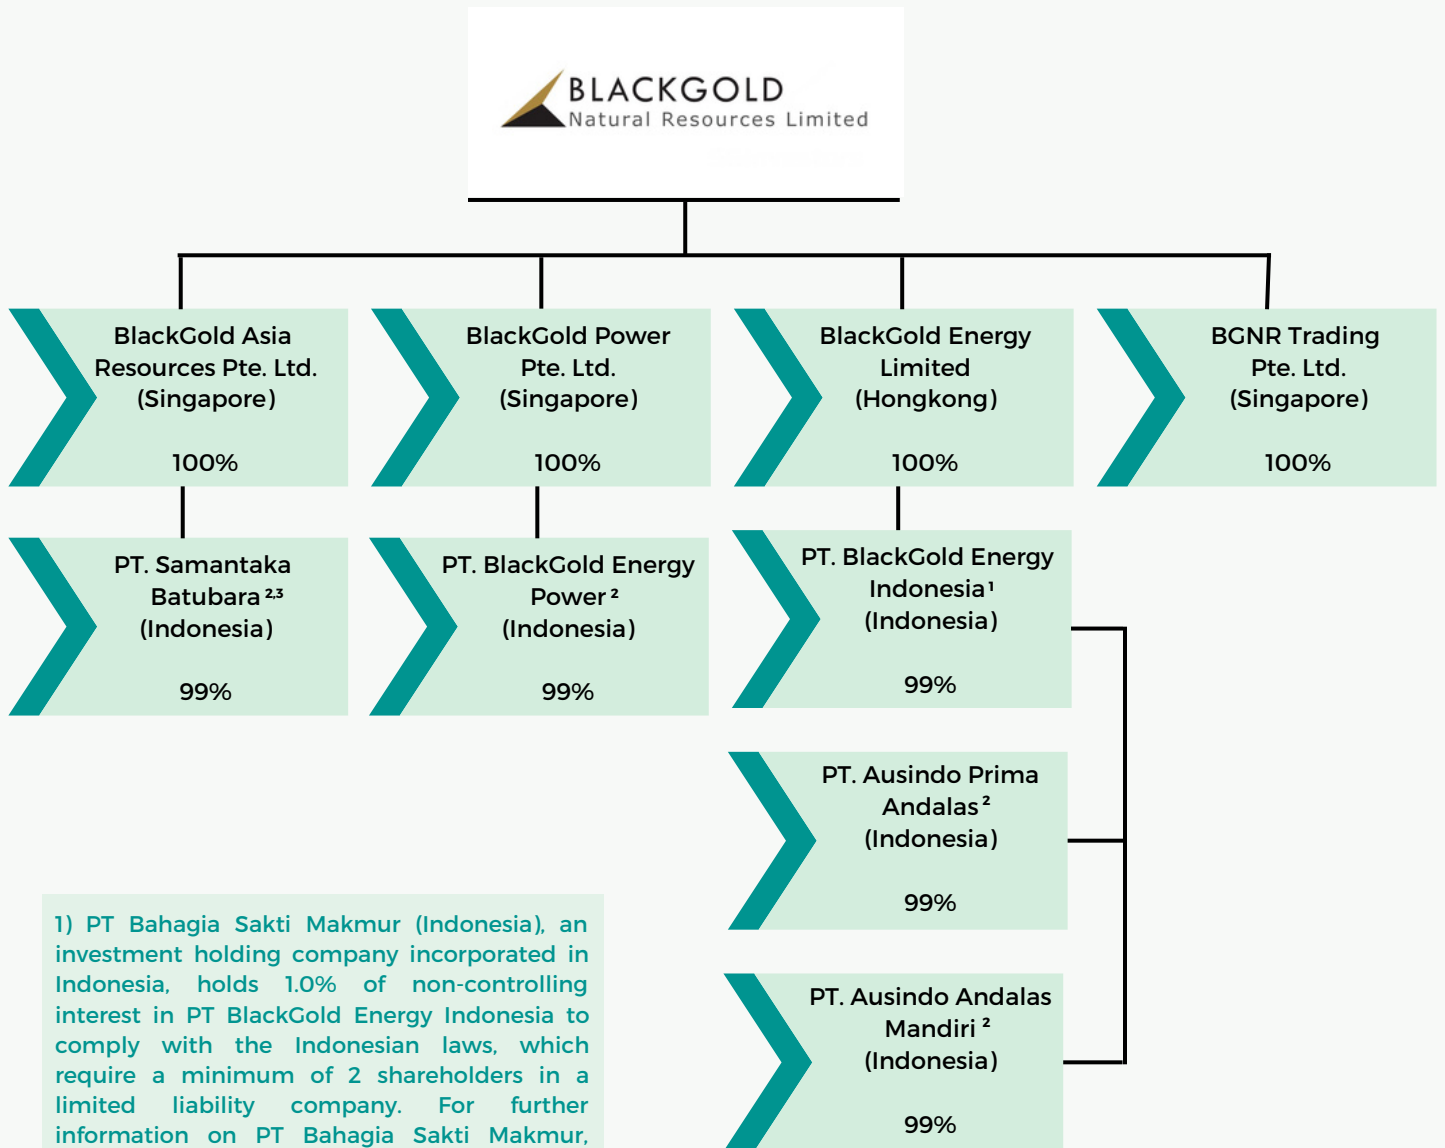 BLACKGOLD
Natural Resources Limited
BlackGold Asia
Resources Pte. Ltd.
(Singapore)
100%
BlackGold Power
Pte. Ltd.
(Singapore)
100%
BlackGold Energy
Limited
(Hongkong)
100%
BGNR Trading
Pte. Ltd.
(Singapore)
100%
PT. Samantaka
Batubara ²,³
(Indonesia)
99%
PT. BlackGold Energy
Power ²
(Indonesia)
99%
PT. BlackGold Energy
Indonesia ¹
(Indonesia)
99%
PT. Ausindo Prima
Andalas ²
(Indonesia)
99%
PT. Ausindo Andalas
Mandiri ²
(Indonesia)
99%
1) PT Bahagia Sakti Makmur (Indonesia), an
investment holding company incorporated in
Indonesia, holds 1.0% of non-controlling
interest in PT BlackGold Energy Indonesia to
comply with the Indonesian laws, which
require a minimum of 2 shareholders in a
limited liability company. For further
information on PT Bahagia Sakti Makmur,